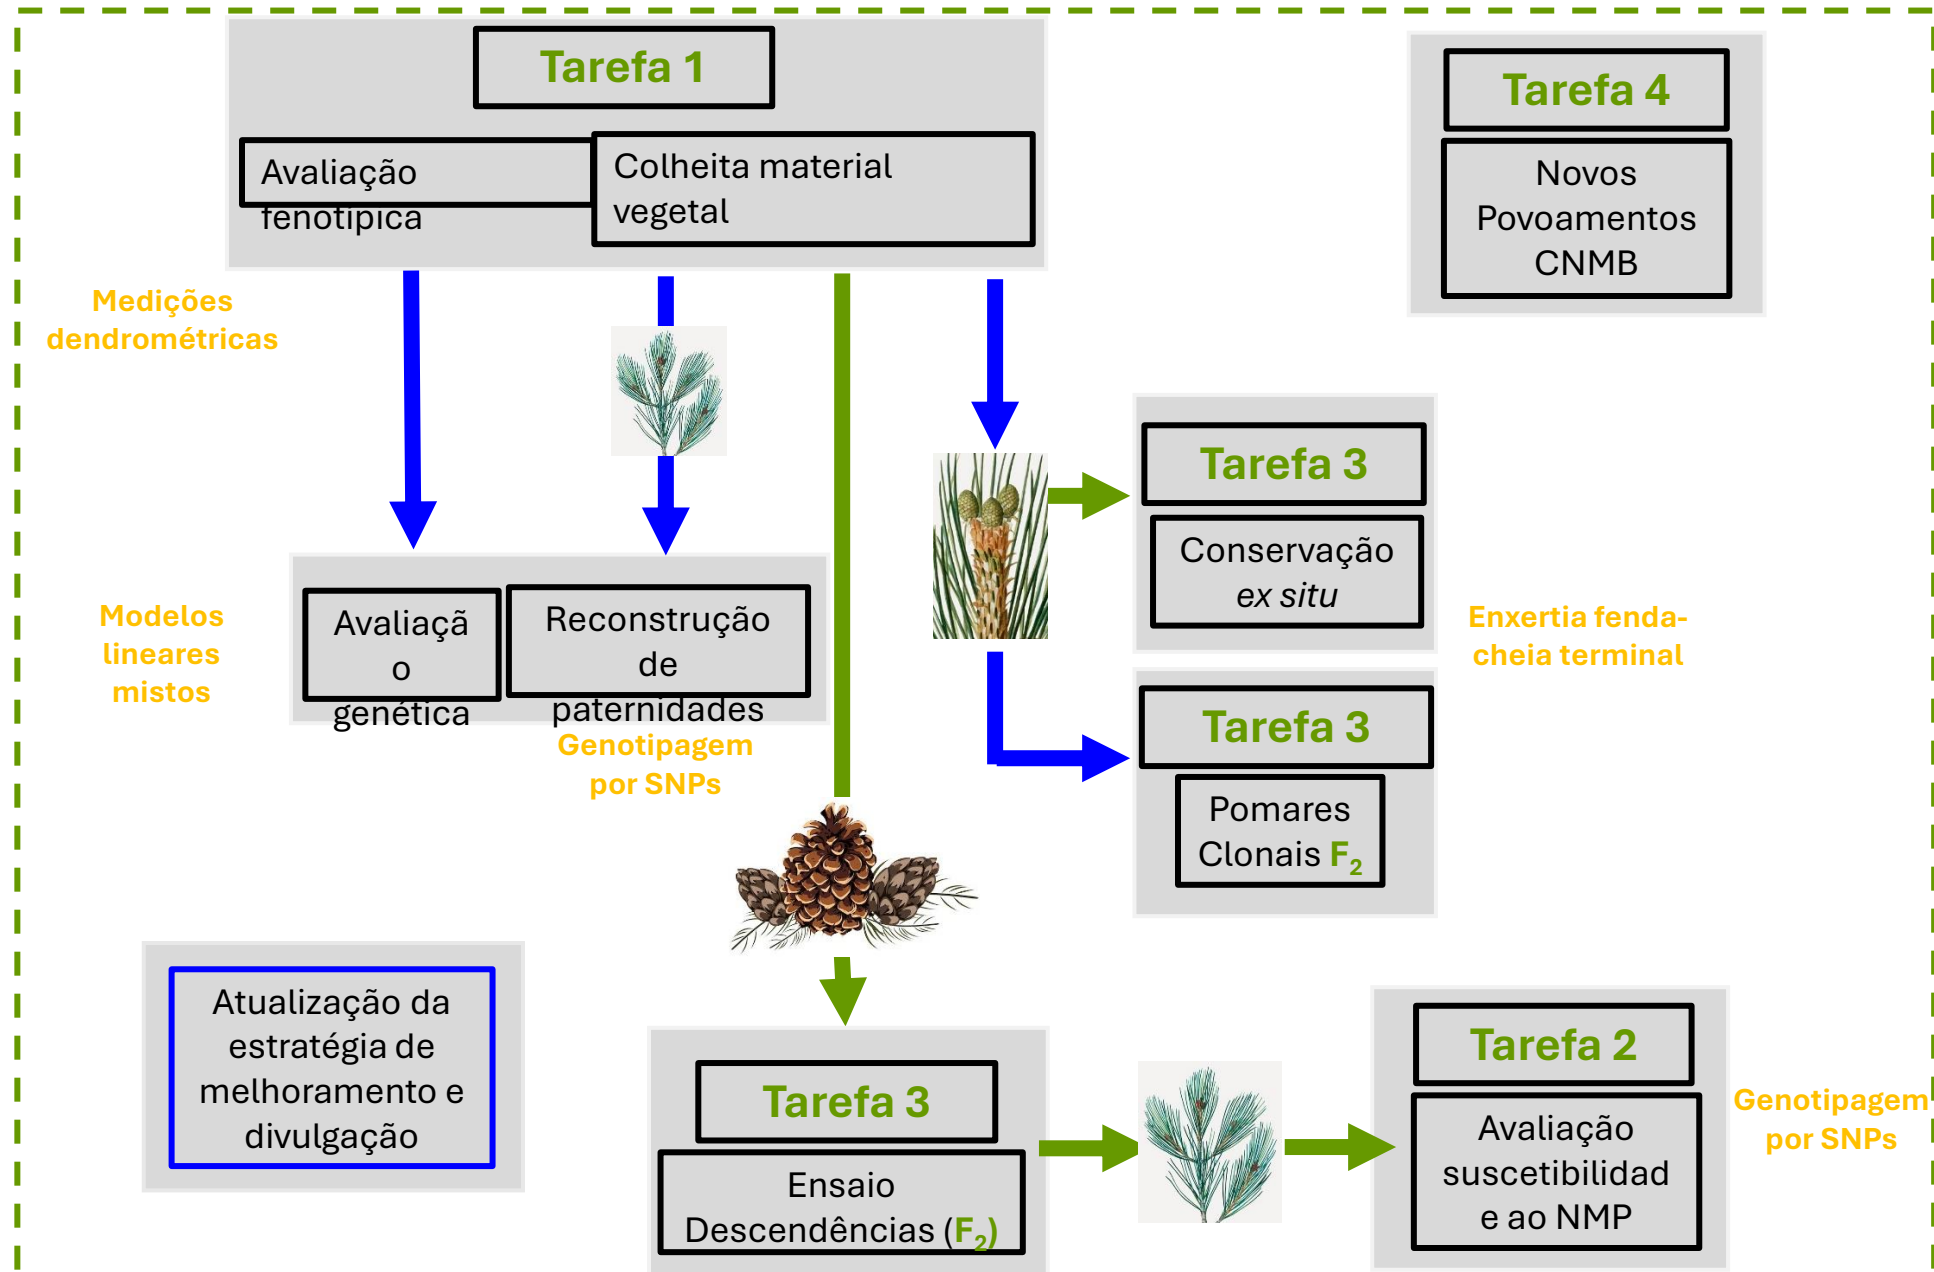 Tarefa 1
Avaliação
fenotípica
Colheita material
vegetal
Tarefa 4
Novos
Povoamentos
CNMB
Medições
dendrométricas
Tarefa 3
Conservação
ex situ
Modelos
lineares
mistos
Avaliaçã
o
genética
Reconstrução
de
paternidades
Genotipagem
por SNPs
Enxertia fenda-
cheia terminal
Tarefa 3
Pomares
Clonais F₂
Atualização da
estratégia de
melhoramento e
divulgação
Tarefa 3
Ensaio
Descendências (F₂)
Tarefa 2
Avaliação
suscetibilidad
e ao NMP
Genotipagem
por SNPs